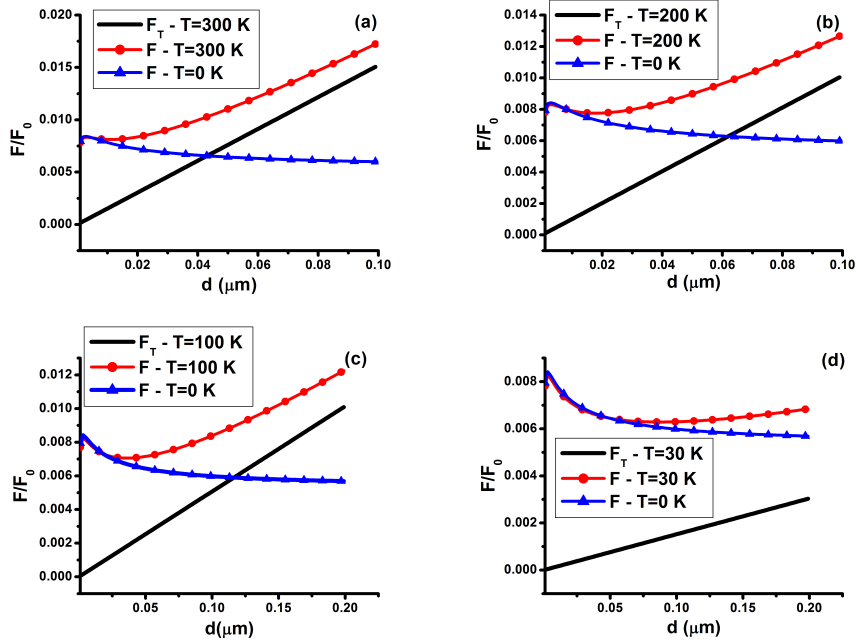 (a)
F_T - T=300 K
F - T=300 K
F - T=0 K
0.020
0.015
0.010
0.005
0.000
F/F_0
0.02 0.04 0.06 0.08 0.10
d (μm)
(b)
F_T - T=200 K
F - T=200 K
F - T=0 K
0.014
0.012
0.010
0.008
0.006
0.004
0.002
0.000
F/F_0
0.02 0.04 0.06 0.08 0.10
d (μm)
(c)
F_T - T=100 K
F - T=100 K
F - T=0 K
0.012
0.010
0.008
0.006
0.004
0.002
0.000
F/F_0
0.05 0.10 0.15 0.20
d(μm)
(d)
F_T - T=30 K
F - T=30 K
F - T=0 K
0.008
0.006
0.004
0.002
0.000
F/F_0
0.05 0.10 0.15 0.20
d (μm)